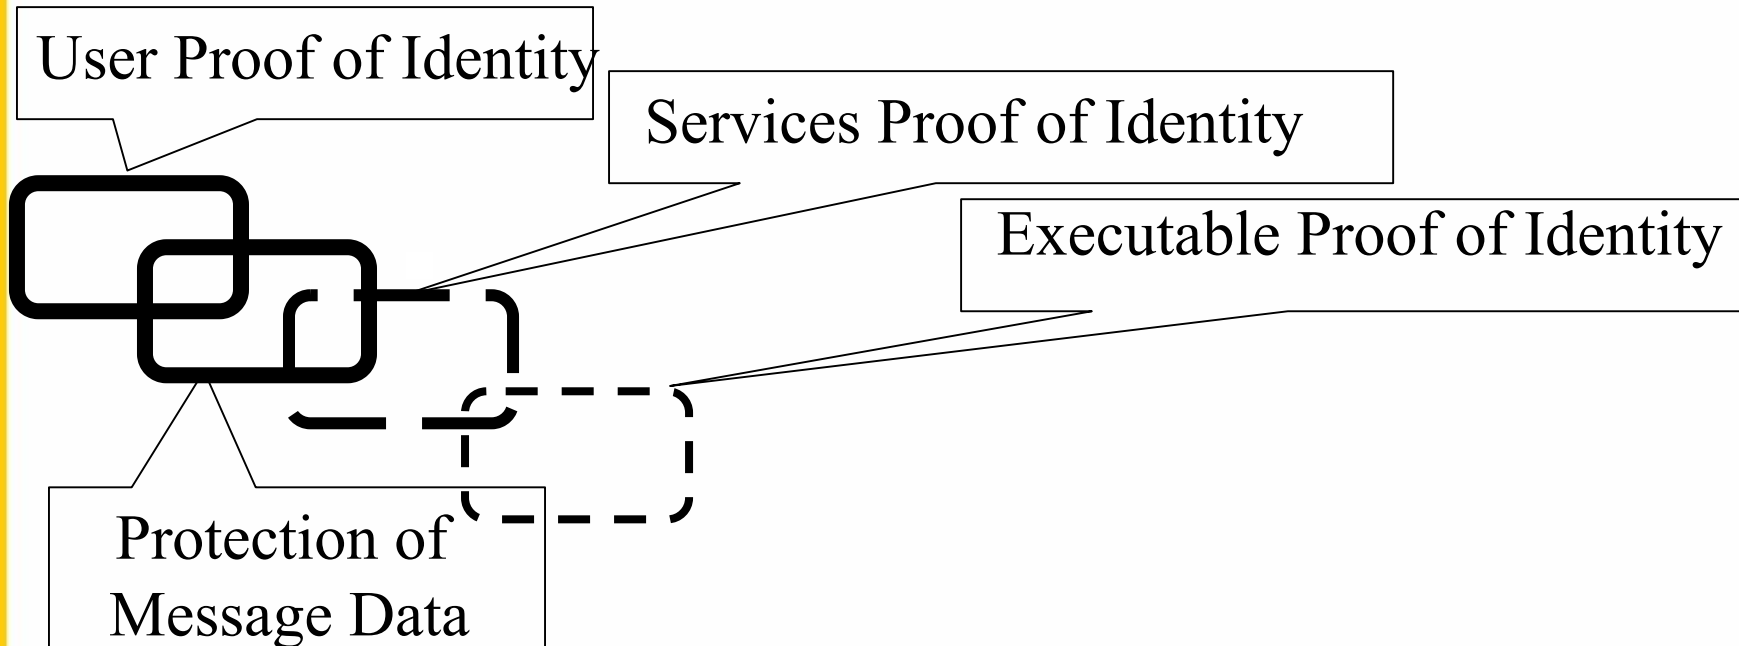 User Proof of Identity
Services Proof of Identity
Executable Proof of Identity
Protection of
Message Data